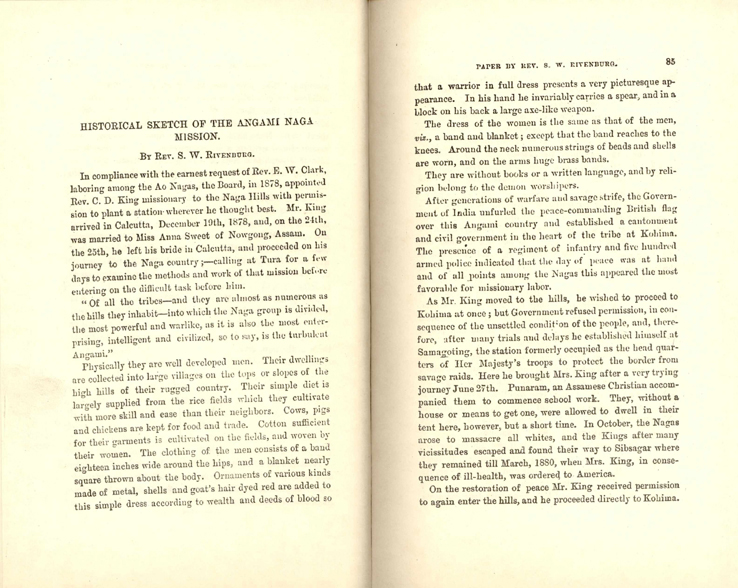 HISTORICAL SKETCH OF THE ANGAMI NAGA
MISSION.
By Rev. S. W. Rivenburg.
In compliance with the earnest request of Rev. E. W. Clark,
laboring among the Ao Nagas, the Board, in 1878, appointed
Rev. C. D. King missionary to the Naga Hills with permis-
sion to plant a station wherever he thought best. Mr. King
arrived in Calcutta, December 19th, 1878, and, on the 24th,
was married to Miss Anna Sweet of Nowgong, Assam. On
the 25th, he left his bride in Calcutta, and proceeded on his
journey to the Naga country;—calling at Tura for a few
days to examine the methods and work of that mission before
entering on the difficult task before him.
"Of all the tribes—and they are almost as numerous as
the hills they inhabit—into which the Naga group is divided,
the most powerful and warlike, as it is also the most enter-
prising, intelligent and civilized, so to say, is the turbulent
Angami."
Physically they are well developed men. Their dwellings
are collected into large villages on the tops or slopes of the
high hills of their rugged country. Their simple diet is
largely supplied from the rice fields which they cultivate
with more skill and ease than their neighbors. Cows, pigs
and chickens are kept for food and trade. Cotton sufficient
for their garments is cultivated on the fields, and woven by
their women. The clothing of the men consists of a band
eighteen inches wide around the hips, and a blanket nearly
square thrown about the body. Ornaments of various kinds
made of metal, shells and goat's hair dyed red are added to
this simple dress according to wealth and deeds of blood so
PAPER BY REV. S. W. RIVENBURG. 85
that a warrior in full dress presents a very picturesque ap-
pearance. In his hand he invariably carries a spear, and in a
block on his back a large axe-like weapon.
The dress of the women is the same as that of the men,
viz., a band and blanket; except that the band reaches to the
knees. Around the neck numerous strings of beads and shells
are worn, and on the arms huge brass bands.
They are without books or a written language, and by reli-
gion belong to the demon worshipers.
After generations of warfare and savage strife, the Govern-
ment of India unfurled the peace-commanding British flag
over this Angami country and established a cantonment
and civil government in the heart of the tribe at Kohima.
The presence of a regiment of infantry and five hundred
armed police indicated that the day of peace was at hand
and of all points among the Nagas this appeared the most
favorable for missionary labor.
As Mr. King moved to the hills, he wished to proceed to
Kohima at once; but Government refused permission, in con-
sequence of the unsettled condition of the people, and, there-
fore, after many trials and delays he established himself at
Samagoting, the station formerly occupied as the head quar-
ters of Her Majesty's troops to protect the border from
savage raids. Here he brought Mrs. King after a very trying
journey June 27th. Punaram, an Assamese Christian accom-
panied them to commence school work. They, without a
house or means to get one, were allowed to dwell in their
tent here, however, but a short time. In October, the Nagas
arose to massacre all whites, and the Kings after many
vicissitudes escaped and found their way to Sibsagar where
they remained till March, 1880, when Mrs. King, in conse-
quence of ill-health, was ordered to America.
On the restoration of peace Mr. King received permission
to again enter the hills, and he proceeded directly to Kohima.